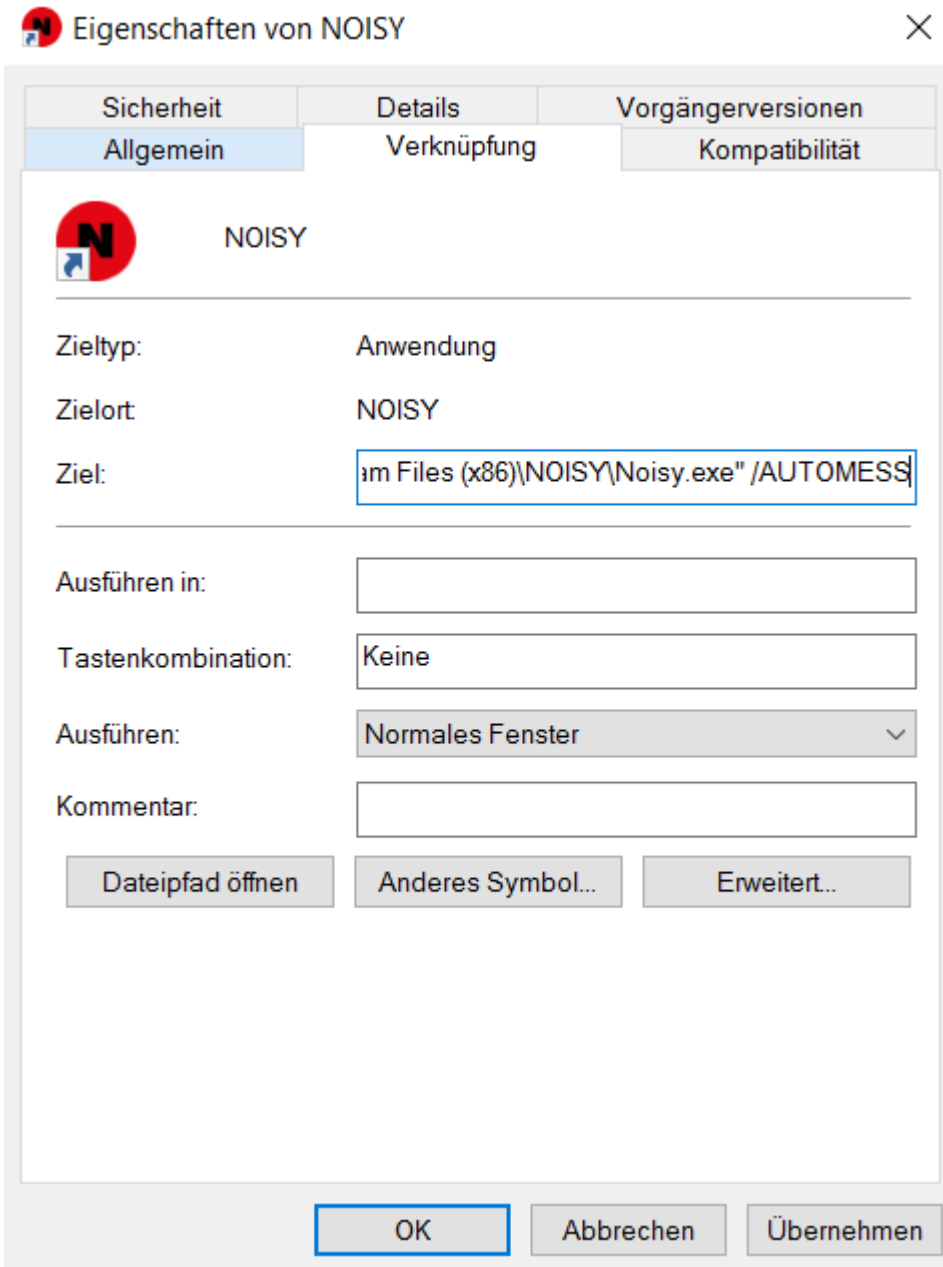 Eigenschaften von NOISY
Sicherheit Details Vorgängerversionen
Allgemein Verknüpfung Kompatibilität
N NOISY
Zieltyp: Anwendung
Zielort: NOISY
Ziel: am Files (x86)\NOISY\Noisy.exe" /AUTOMESS
Ausführen in:
Tastenkombination: Keine
Ausführen: Normales Fenster
Kommentar:
Dateipfad öffnen Anderes Symbol... Erweitert...
OK Abbrechen Übernehmen